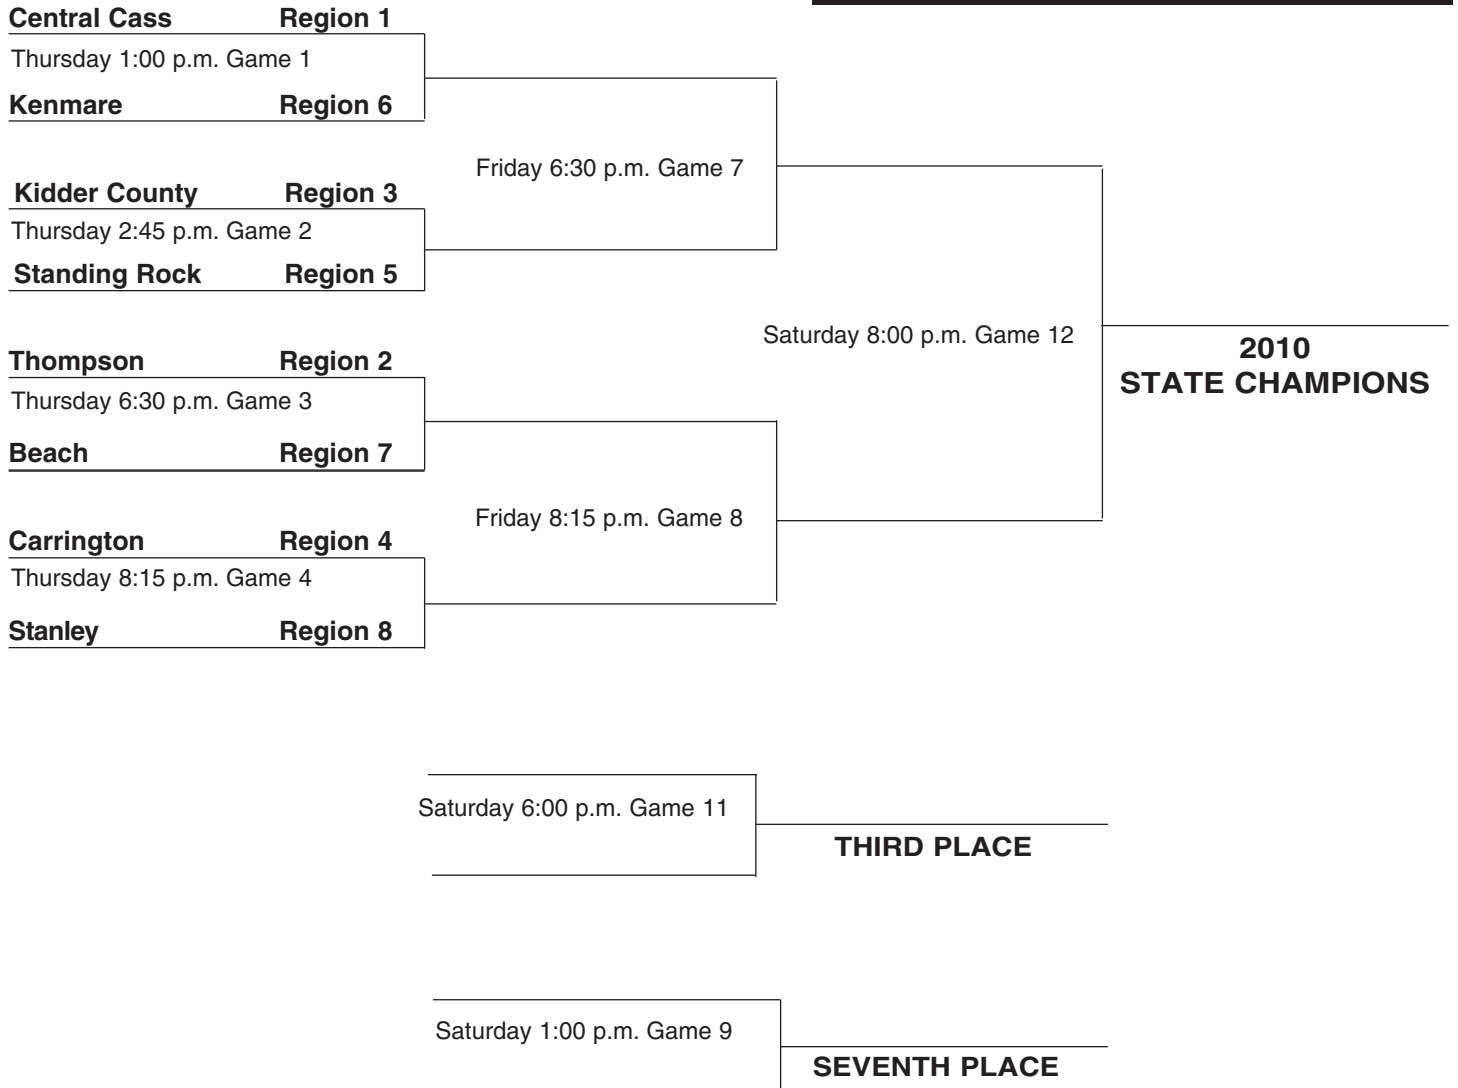 Central Cass Region 1
Thursday 1:00 p.m. Game 1
Kenmare Region 6
Friday 6:30 p.m. Game 7
Kidder County Region 3
Thursday 2:45 p.m. Game 2
Standing Rock Region 5
Saturday 8:00 p.m. Game 12
2010
STATE CHAMPIONS
Thompson Region 2
Thursday 6:30 p.m. Game 3
Beach Region 7
Friday 8:15 p.m. Game 8
Carrington Region 4
Thursday 8:15 p.m. Game 4
Stanley Region 8
Saturday 6:00 p.m. Game 11
THIRD PLACE
Saturday 1:00 p.m. Game 9
SEVENTH PLACE